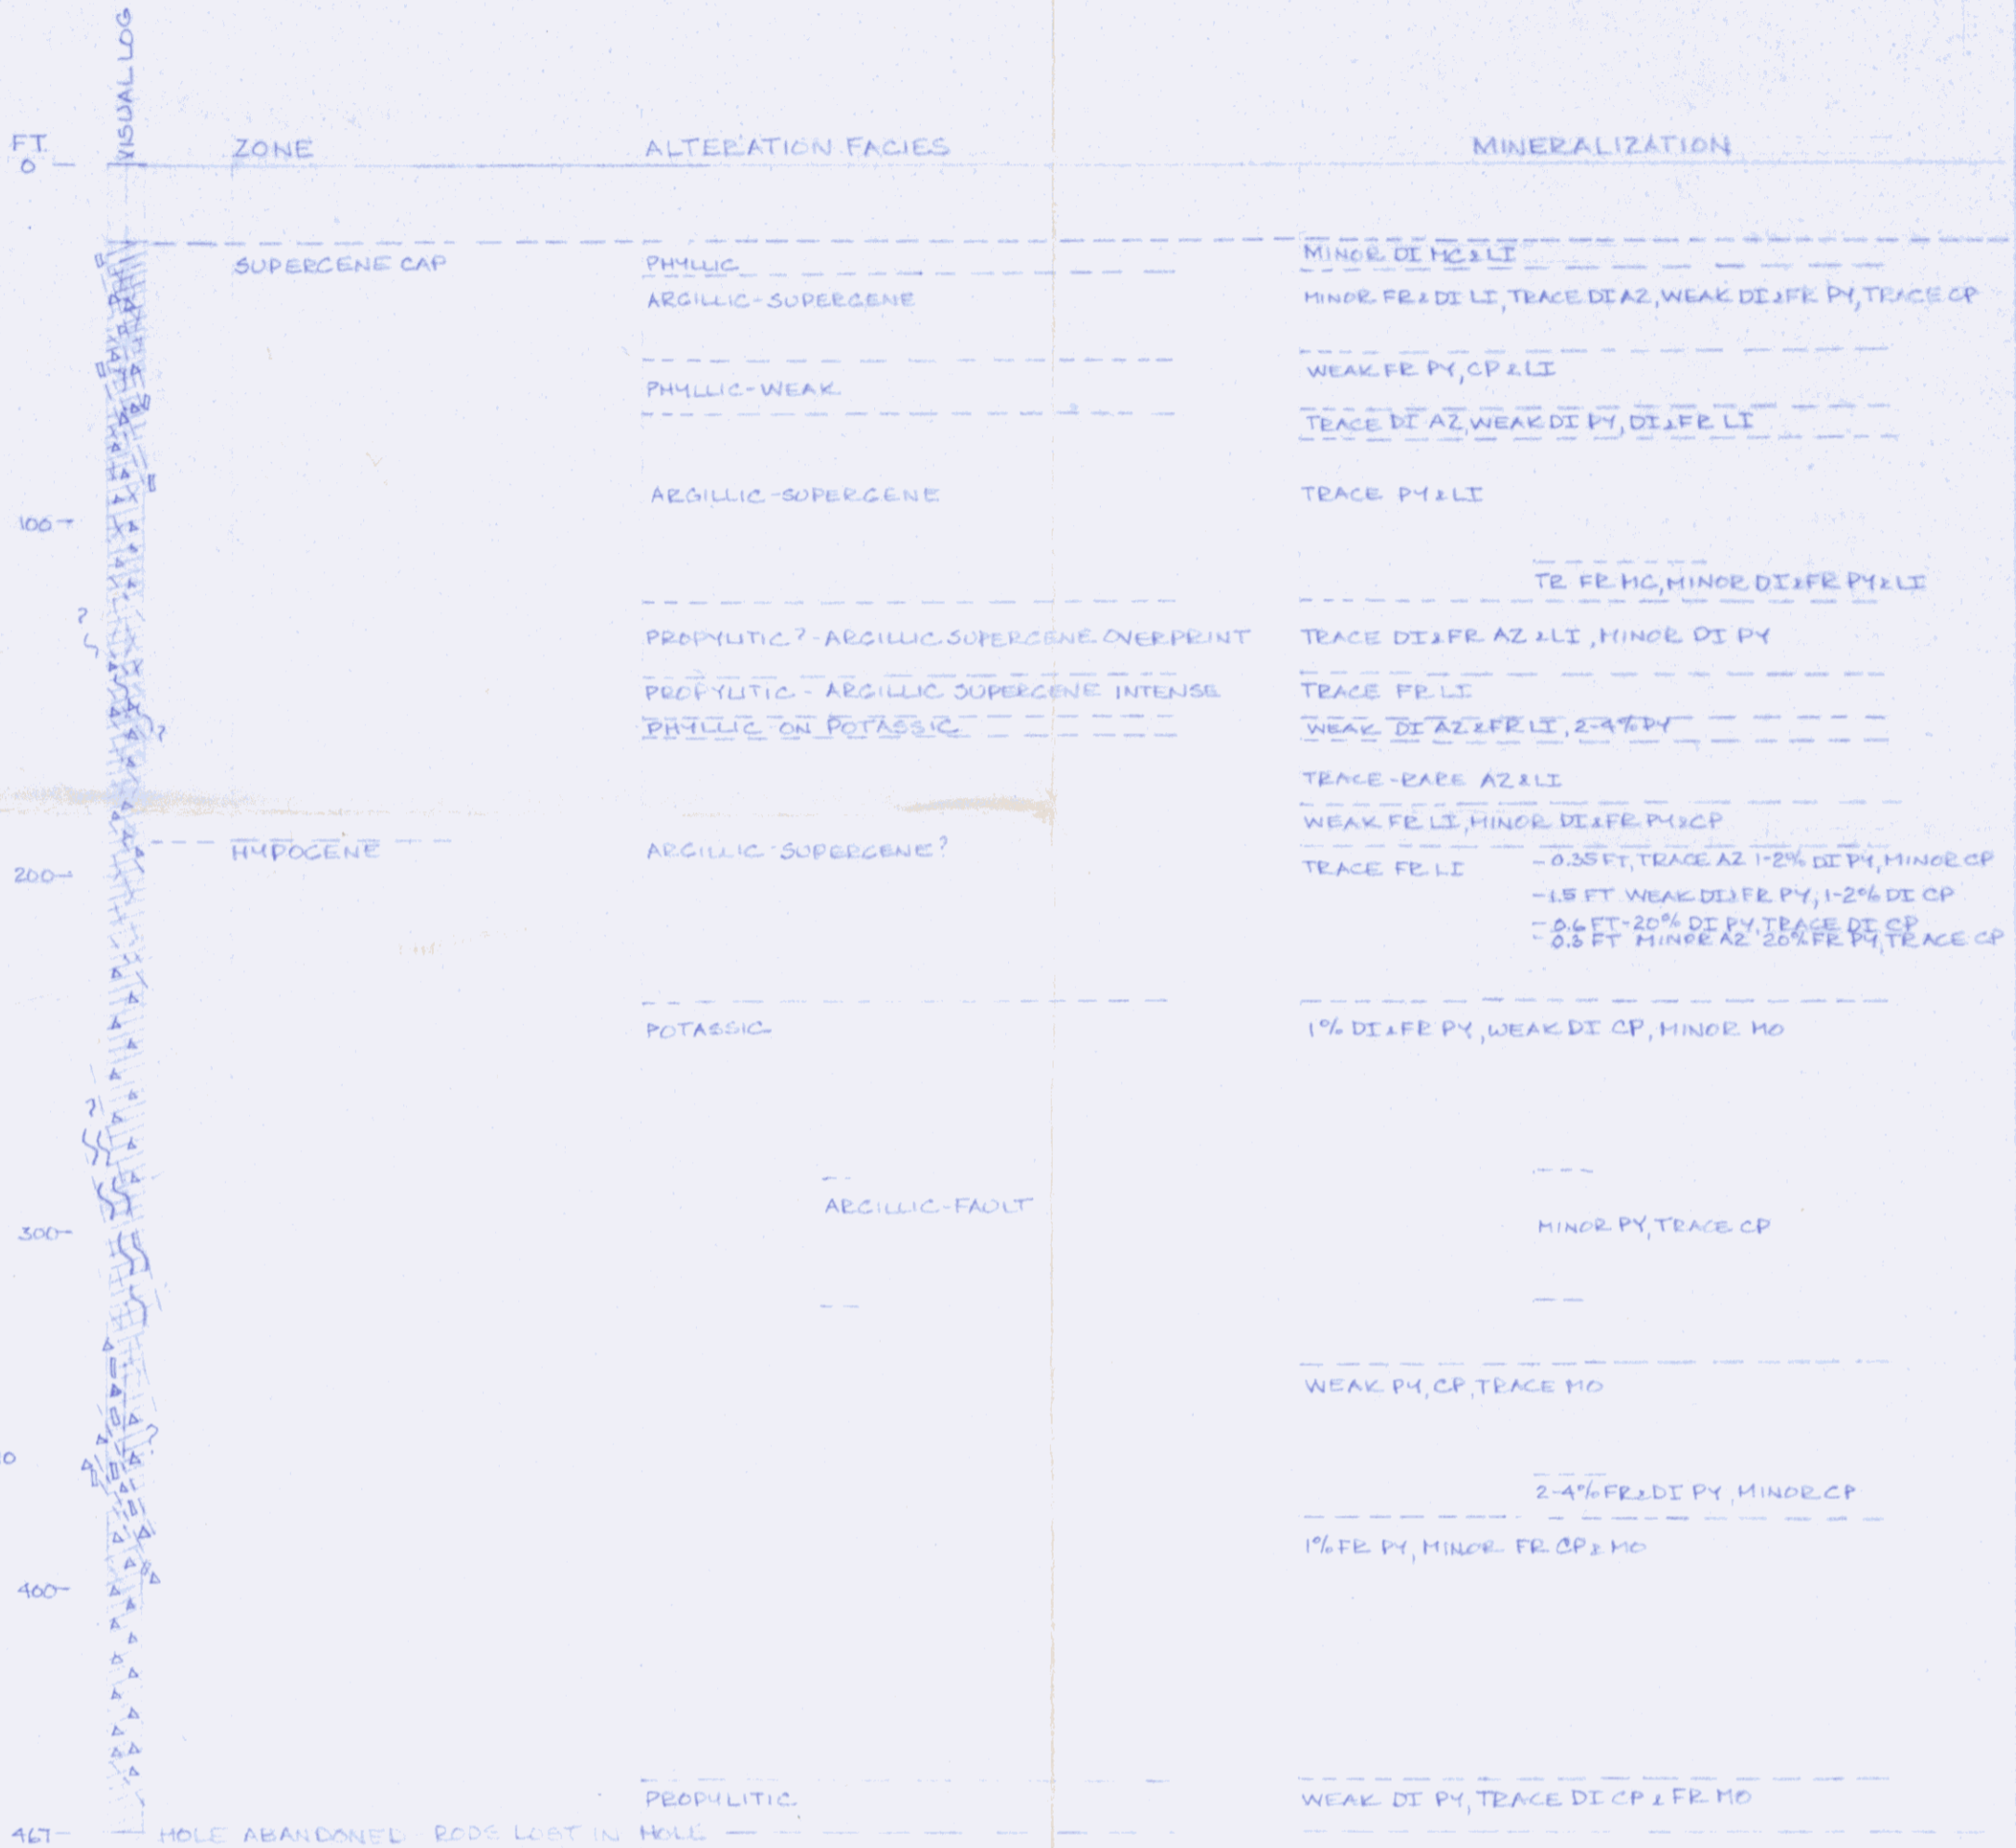 VISUAL LOG
FT. ZONE ALTERATION FACIES MINERALIZATION
0
SUPERGENE CAP PHYLLIC MINOR DI MC & LI
ARGILLIC-SUPERGENE MINOR FR & DI LI, TRACE DI AZ, WEAK DI & FR PY, TRACE CP
PHYLLIC-WEAK WEAK FR PY, CP & LI
TRACE DI AZ, WEAK DI PY, DI & FR LI
ARGILLIC-SUPERGENE TRACE PY & LI
100
TR FR MC, MINOR DI & FR PY & LI
?
PROPYLITIC?-ARGILLIC SUPERGENE OVERPRINT TRACE DI & FR AZ & LI, MINOR DI PY
PROPYLITIC - ARGILLIC SUPERGENE INTENSE TRACE FR LI
? PHYLLIC ON POTASSIC WEAK DI AZ & FR LI, 2-4% PY
TRACE-RARE AZ & LI
WEAK FR LI, MINOR DI & FR PY & CP
HYPOGENE ARGILLIC-SUPERGENE? TRACE FR LI - 0.35 FT, TRACE AZ 1-2% DI PY, MINOR CP
200
- 1.5 FT WEAK DI & FR PY, 1-2% DI CP
- 0.6 FT-20% DI PY, TRACE DI CP
- 0.3 FT MINOR AZ 20% FR PY, TRACE CP
POTASSIC 1% DI & FR PY, WEAK DI CP, MINOR MO
?
ARGILLIC-FAULT MINOR PY, TRACE CP
300
WEAK PY, CP, TRACE MO
?
0
2-4% FR & DI PY, MINOR CP
1% FR PY, MINOR FR CP & MO
400
PROPYLITIC WEAK DI PY, TRACE DI CP & FR MO
467 HOLE ABANDONED RODS LOST IN HOLE